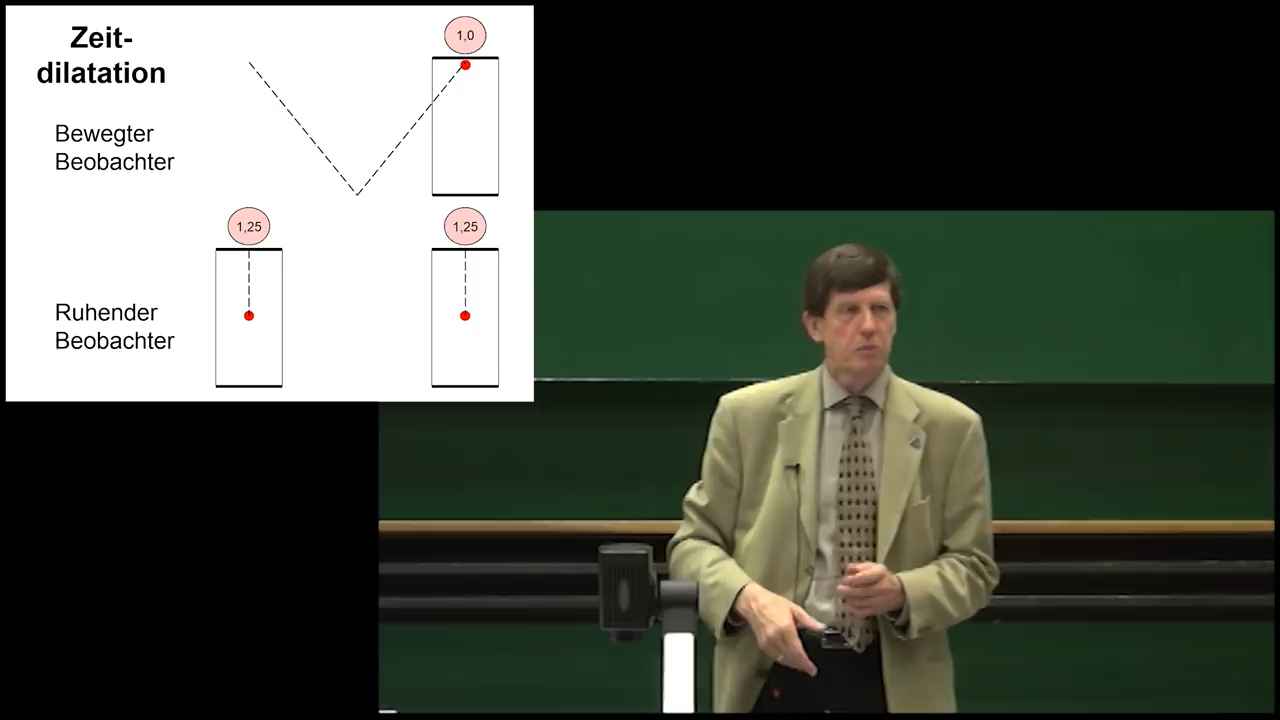 Zeit-
dilatation
1,0
Bewegter
Beobachter
1,25
1,25
Ruhender
Beobachter